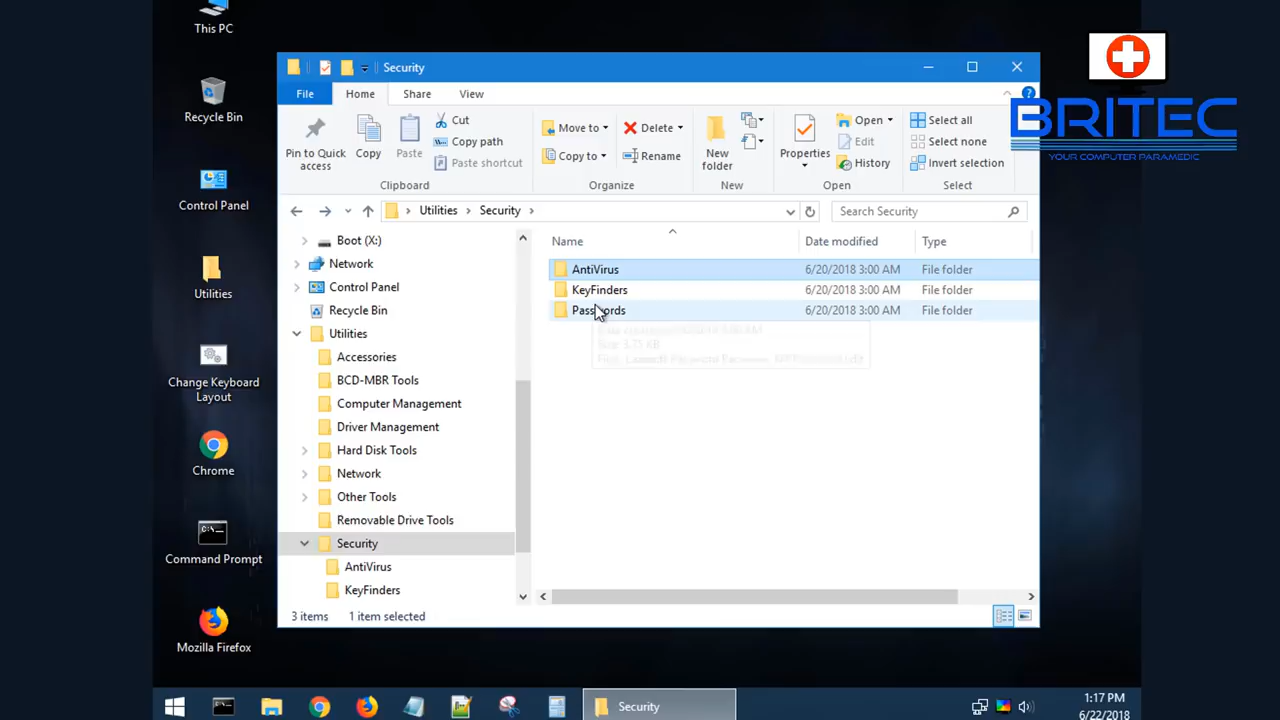 This PC
Recycle Bin
Control Panel
Utilities
Change Keyboard
Layout
Chrome
Command Prompt
Mozilla Firefox
Security
File
Home
Share
View
Pin to Quick
access
Copy
Paste
Cut
Copy path
Paste shortcut
Clipboard
Move to
Copy to
Delete
Rename
Organize
New
folder
New
Properties
Open
Edit
History
Open
Select all
Select none
Invert selection
Select
Utilities > Security >
Search Security
Boot (X:)
Network
Control Panel
Recycle Bin
Utilities
Accessories
BCD-MBR Tools
Computer Management
Driver Management
Hard Disk Tools
Network
Other Tools
Removable Drive Tools
Security
AntiVirus
KeyFinders
Name Date modified Type
AntiVirus 6/20/2018 3:00 AM File folder
KeyFinders 6/20/2018 3:00 AM File folder
Passwords 6/20/2018 3:00 AM File folder
Size: 3.75 KB
3 items 1 item selected
BRITEC
YOUR COMPUTER PARAMEDIC
Security
1:17 PM
6/22/2018